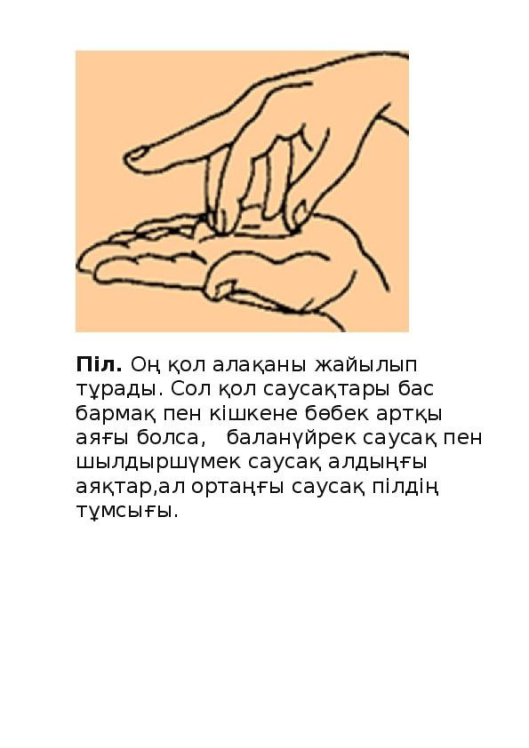 Піл. Оң қол алақаны жайылып
тұрады. Сол қол саусақтары бас
бармақ пен кішкене бөбек артқы
аяғы болса,   баланүйрек саусақ пен
шылдыршүмек саусақ алдыңғы
аяқтар,ал ортаңғы саусақ пілдің
тұмсығы.